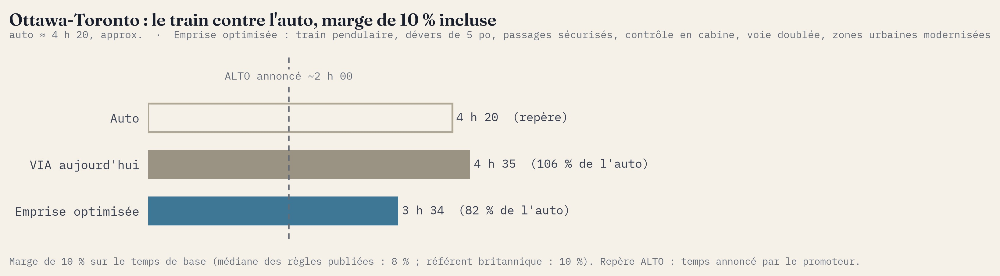 Ottawa-Toronto : le train contre l'auto, marge de 10 % incluse
auto ≈ 4 h 20, approx. · Emprise optimisée : train pendulaire, dévers de 5 po, passages sécurisés, contrôle en cabine, voie doublée, zones urbaines modernisées
ALTO annoncé ~2 h 00
Auto 4 h 20 (repère)
VIA aujourd'hui 4 h 35 (106 % de l'auto)
Emprise optimisée 3 h 34 (82 % de l'auto)
Marge de 10 % sur le temps de base (médiane des règles publiées : 8 % ; référent britannique : 10 %). Repère ALTO : temps annoncé par le promoteur.